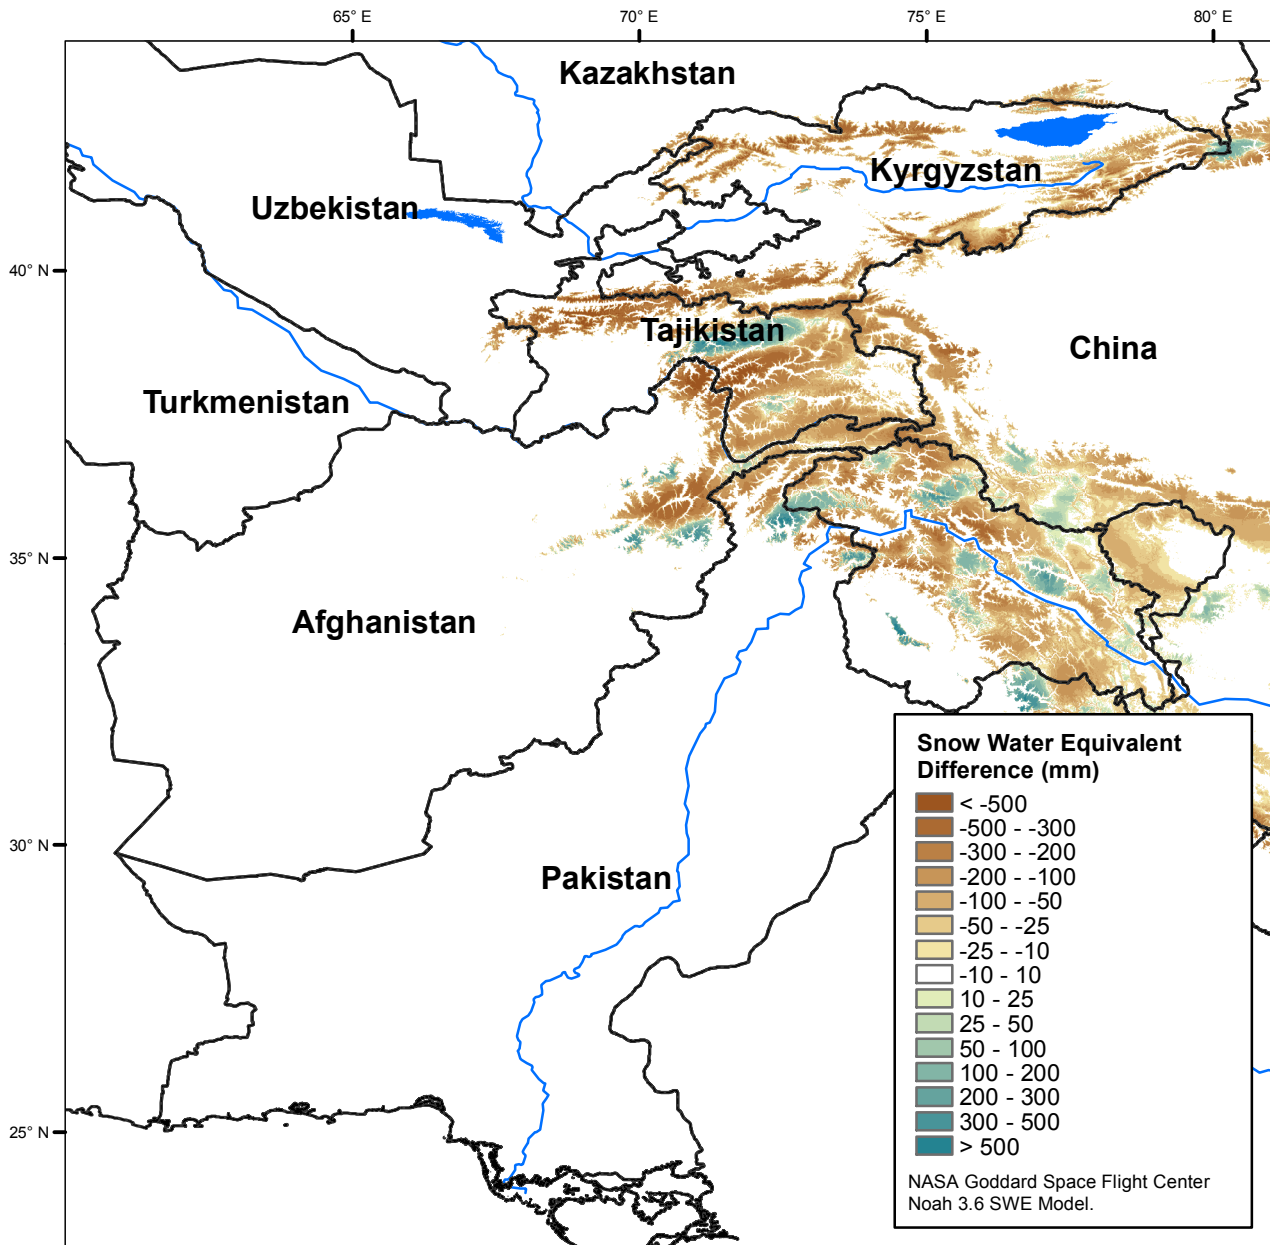 65° E
70° E
75° E
80° E
Kazakhstan
Kyrgyzstan
Uzbekistan
40° N
Tajikistan
China
Turkmenistan
35° N
Afghanistan
Snow Water Equivalent
Difference (mm)
< -500
-500 - -300
-300 - -200
-200 - -100
-100 - -50
-50 - -25
-25 - -10
-10 - 10
10 - 25
25 - 50
50 - 100
100 - 200
200 - 300
300 - 500
> 500
NASA Goddard Space Flight Center
Noah 3.6 SWE Model.
30° N
Pakistan
25° N